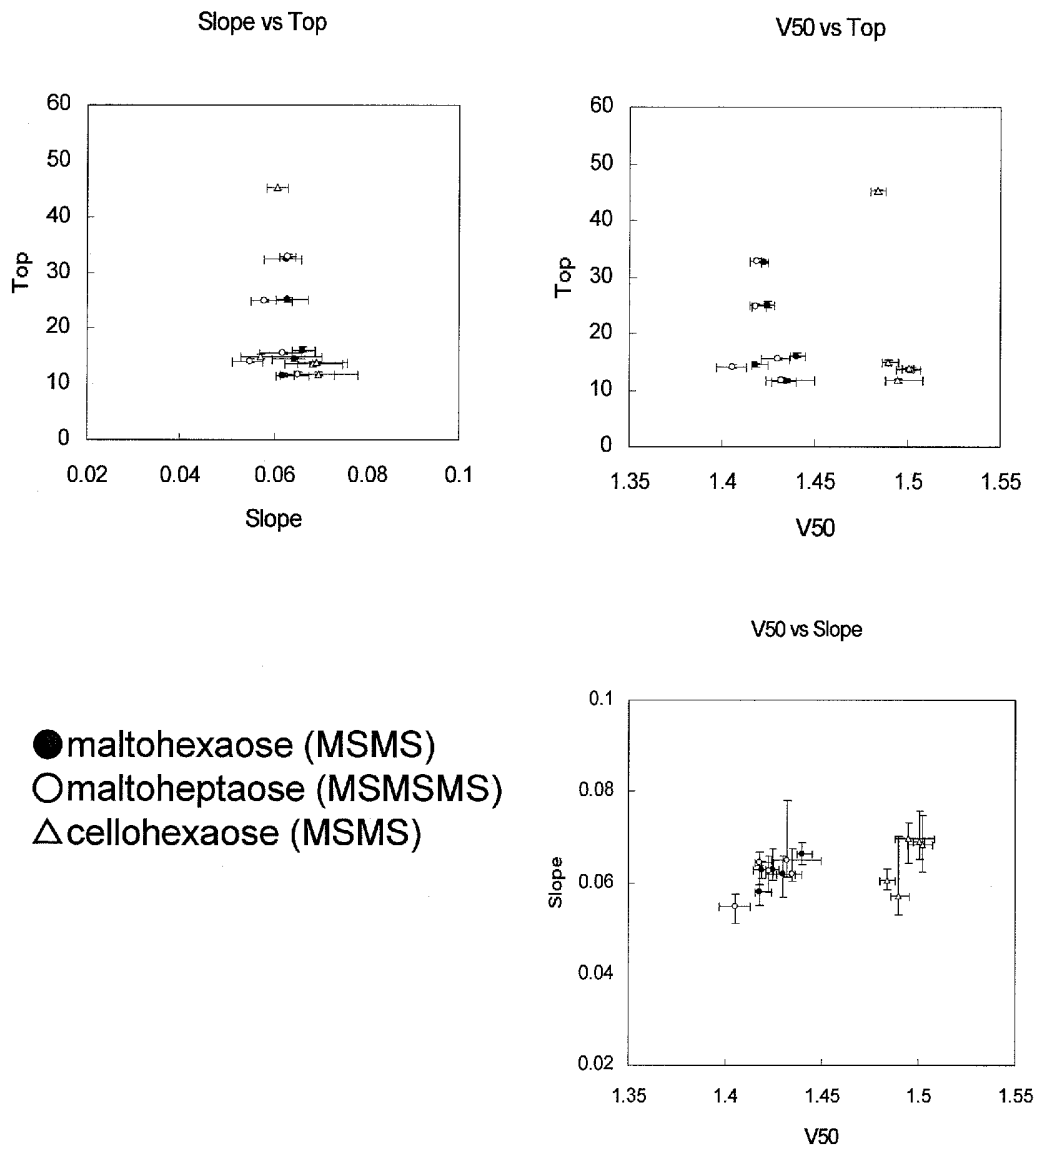 Slope vs Top
60
50
40
30
20
10
0
Top
0.02 0.04 0.06 0.08 0.1
Slope
V50 vs Top
60
50
40
30
20
10
0
Top
1.35 1.4 1.45 1.5 1.55
V50
maltohexaose (MSMS)
maltoheptaose (MSMSMS)
cellohexaose (MSMS)
V50 vs Slope
0.1
0.08
0.06
0.04
0.02
Slope
1.35 1.4 1.45 1.5 1.55
V50